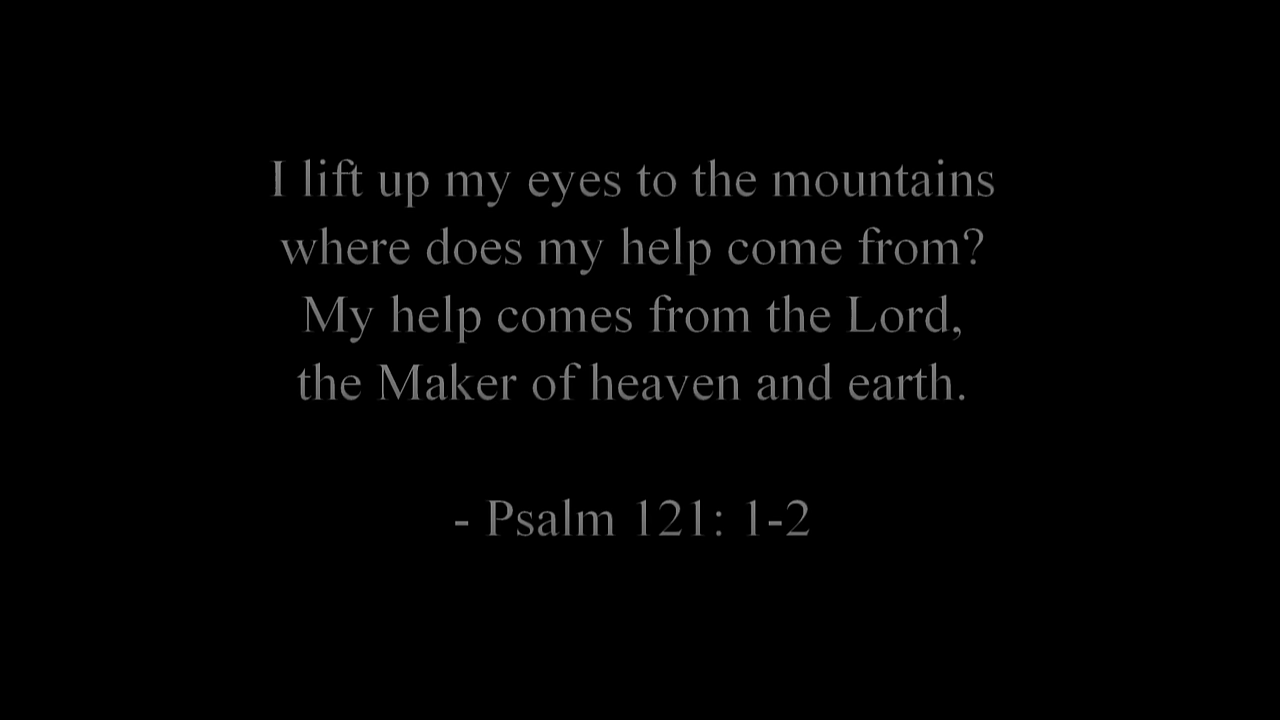 I lift up my eyes to the mountains
where does my help come from?
My help comes from the Lord,
the Maker of heaven and earth.
- Psalm 121: 1-2